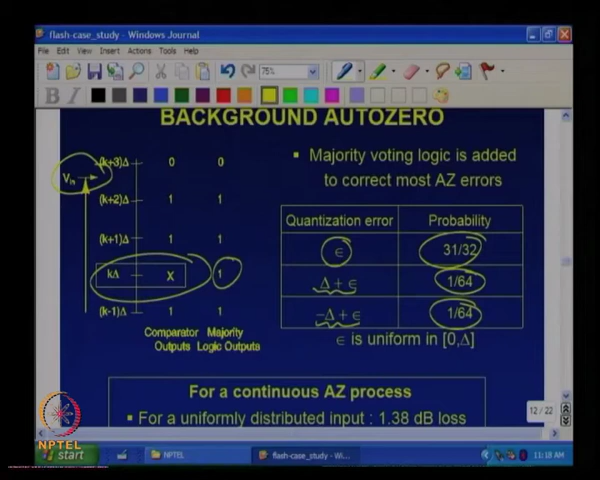 flash-case_study - Windows Journal
File Edit View Insert Actions Tools Help
75%
B I
BACKGROUND AUTOZERO
(k+3)Δ 0 0
Vin
(k+2)Δ 1 1
(k+1)Δ 1 1
kΔ X 1
(k-1)Δ 1 1
Comparator Outputs
Majority Logic Outputs
▪ Majority voting logic is added
to correct most AZ errors
Quantization error Probability
∈ 31/32
Δ + ∈ 1/64
-Δ + ∈ 1/64
∈ is uniform in [0,Δ]
For a continuous AZ process
▪ For a uniformly distributed input : 1.38 dB loss
12 / 22
NPTEL
start
NPTEL
flash-case_study - Wi...
11:18 AM